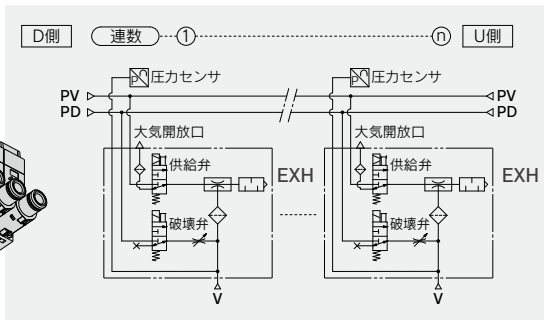 D側 連数 1 n U側
圧力センサ 圧力センサ
PV PV
PD PD
大気開放口 大気開放口
供給弁 EXH 供給弁 EXH
破壊弁 破壊弁
V V